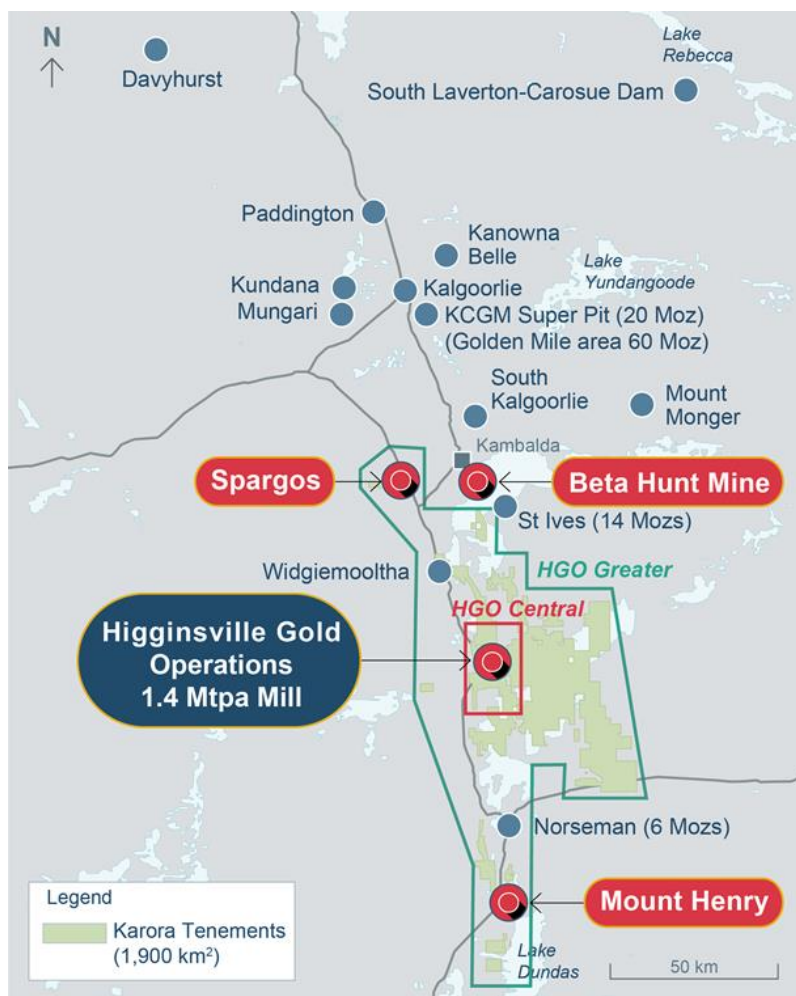 N
Davyhurst
Lake
Rebecca
South Laverton-Carosue Dam
Paddington
Kanowna
Belle
Lake
Yundangoode
Kundana
Mungari
Kalgoorlie
KCGM Super Pit (20 Moz)
(Golden Mile area 60 Moz)
South
Kalgoorlie
Mount
Monger
Kambalda
Spargos
Beta Hunt Mine
St Ives (14 Mozs)
Widgiemooltha
HGO Greater
HGO Central
Higginsville Gold
Operations
1.4 Mtpa Mill
Norseman (6 Mozs)
Mount Henry
Legend
Karora Tenements
(1,900 km²)
Lake
Dundas
50 km